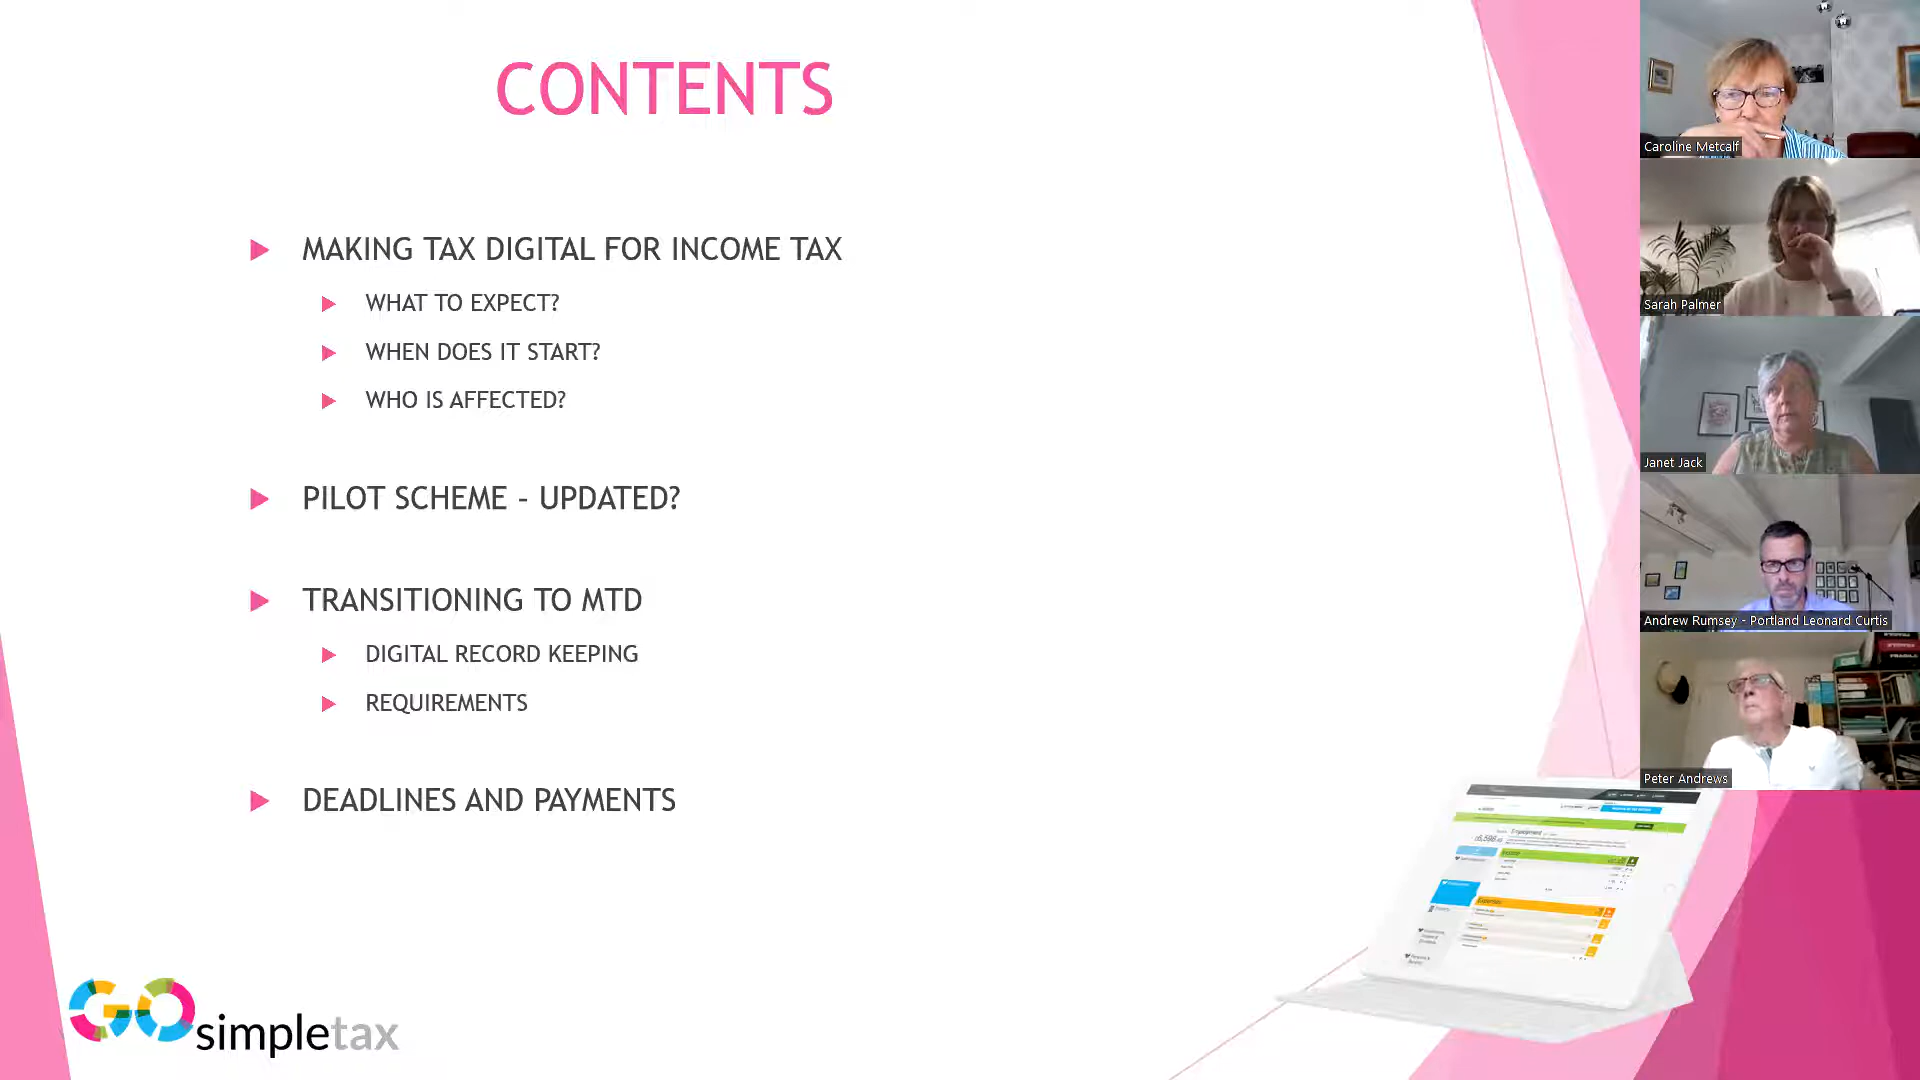 CONTENTS
MAKING TAX DIGITAL FOR INCOME TAX
WHAT TO EXPECT?
WHEN DOES IT START?
WHO IS AFFECTED?
PILOT SCHEME – UPDATED?
TRANSITIONING TO MTD
DIGITAL RECORD KEEPING
REQUIREMENTS
DEADLINES AND PAYMENTS
GO simpletax
Caroline Metcalf
Sarah Palmer
Janet Jack
Andrew Rumsey - Portland Leonard Curtis
Peter Andrews
Employment
Expenses